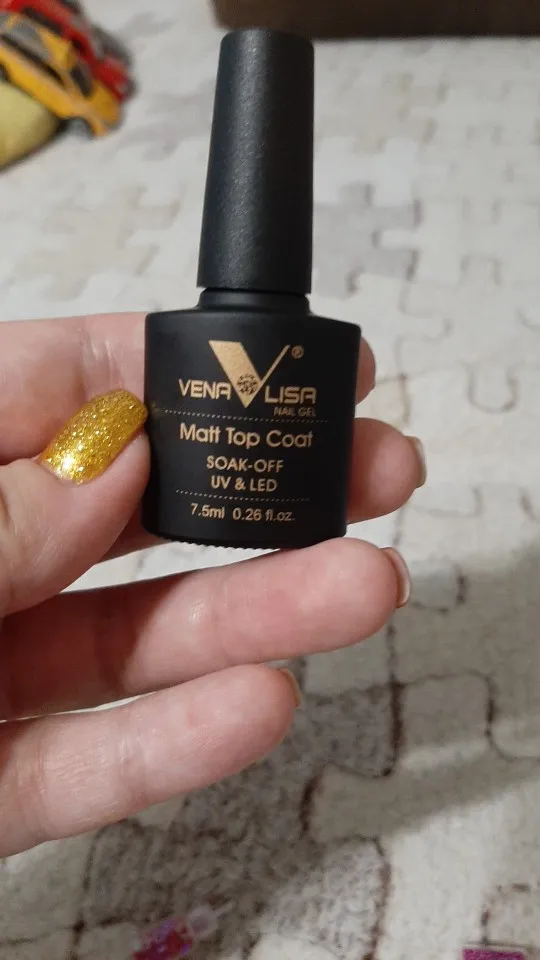 VENA LISA®
NAIL GEL
Matt Top Coat
SOAK-OFF
UV & LED
7.5ml 0.26 fl.oz.